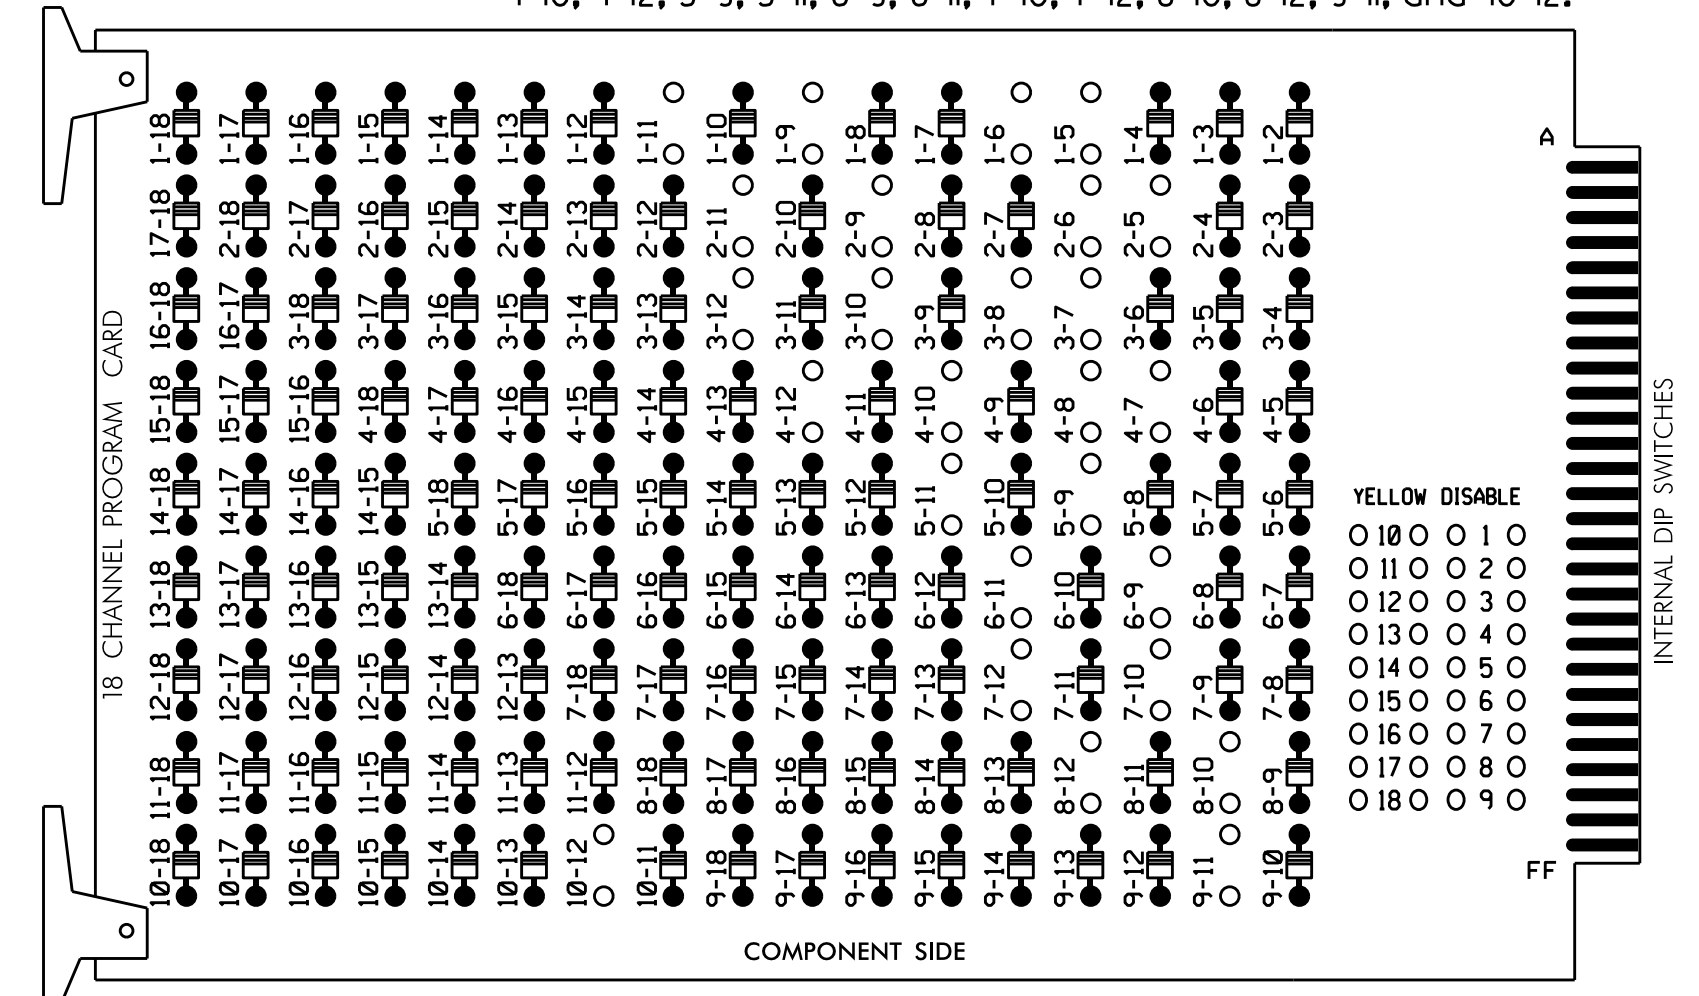 1-18 1-17 1-16 1-15 1-14 1-13 1-12 1-11 1-10 1-9 1-8 1-7 1-6 1-5 1-4 1-3 1-2
A
17-18 2-18 2-17 2-16 2-15 2-14 2-13 2-12 2-11 2-10 2-9 2-8 2-7 2-6 2-5 2-4 2-3
16-18 16-17 3-18 3-17 3-16 3-15 3-14 3-13 3-12 3-11 3-10 3-9 3-8 3-7 3-6 3-5 3-4
15-18 15-17 15-16 4-18 4-17 4-16 4-15 4-14 4-13 4-12 4-11 4-10 4-9 4-8 4-7 4-6 4-5
14-18 14-17 14-16 14-15 5-18 5-17 5-16 5-15 5-14 5-13 5-12 5-11 5-10 5-9 5-8 5-7 5-6
13-18 13-17 13-16 13-15 13-14 6-18 6-17 6-16 6-15 6-14 6-13 6-12 6-11 6-10 6-9 6-8 6-7
12-18 12-17 12-16 12-15 12-14 12-13 7-18 7-17 7-16 7-15 7-14 7-13 7-12 7-11 7-10 7-9 7-8
11-18 11-17 11-16 11-15 11-14 11-13 11-12 8-18 8-17 8-16 8-15 8-14 8-13 8-12 8-11 8-10 8-9
10-18 10-17 10-16 10-15 10-14 10-13 10-12 10-11 9-18 9-17 9-16 9-15 9-14 9-13 9-12 9-11 9-10
18 CHANNEL PROGRAM CARD
YELLOW DISABLE
10 1
11 2
12 3
13 4
14 5
15 6
16 7
17 8
18 9
INTERNAL DIP SWITCHES
FF
COMPONENT SIDE